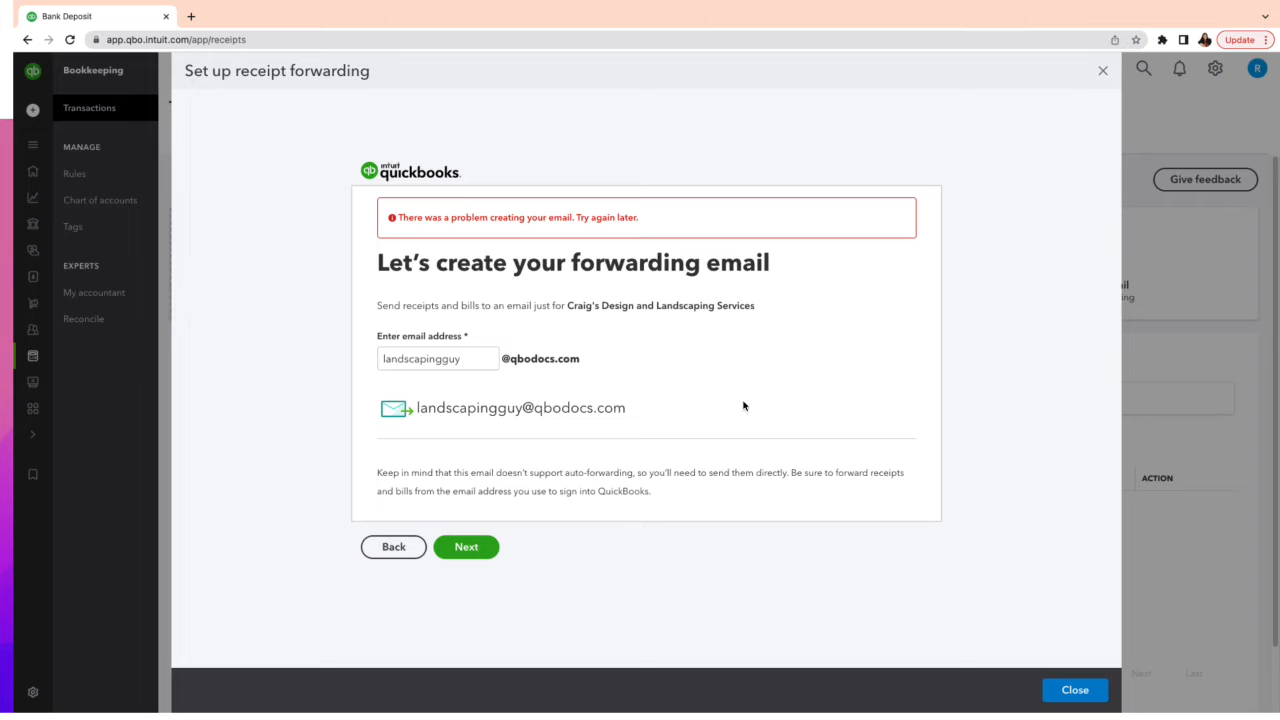 Bank Deposit
app.qbo.intuit.com/app/receipts
Update
qb
Bookkeeping
Set up receipt forwarding
R
Transactions
MANAGE
Rules
Chart of accounts
Tags
EXPERTS
My accountant
Reconcile
Give feedback
qb intuit quickbooks.
There was a problem creating your email. Try again later.
Let's create your forwarding email
Send receipts and bills to an email just for Craig's Design and Landscaping Services
Enter email address *
landscapingguy @qbodocs.com
landscapingguy@qbodocs.com
Keep in mind that this email doesn't support auto-forwarding, so you'll need to send them directly. Be sure to forward receipts
and bills from the email address you use to sign into QuickBooks.
ACTION
Back Next
Next Last
Close